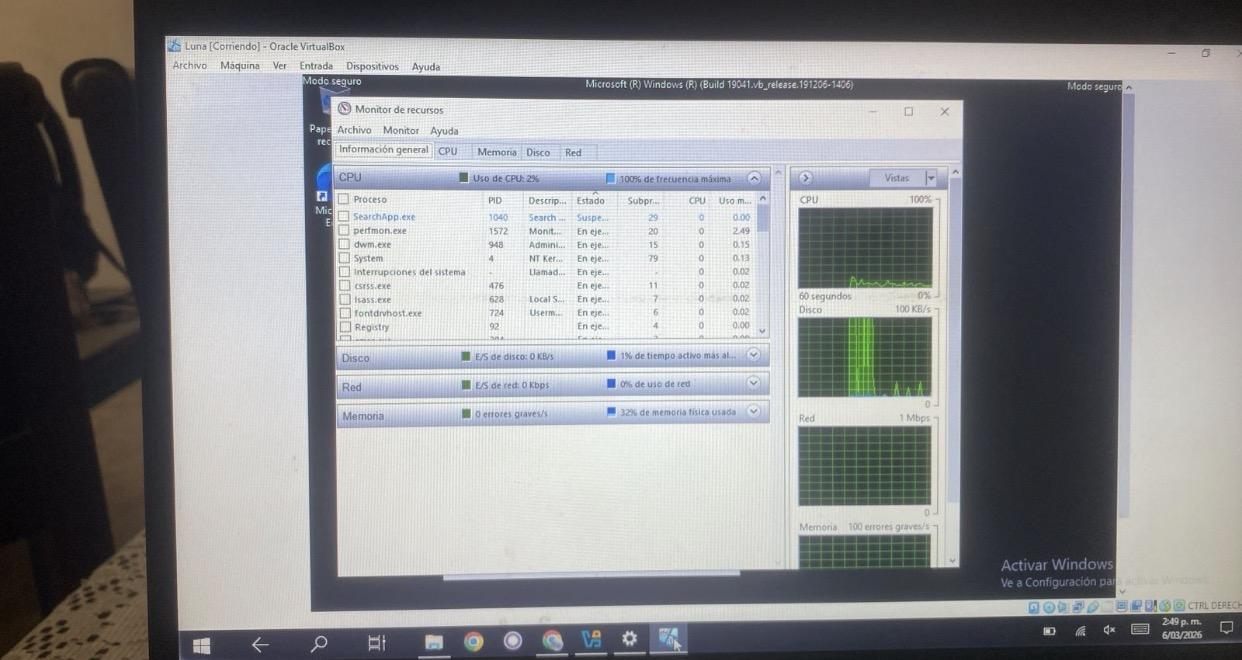 Luna [Corriendo] - Oracle VirtualBox
Archivo Máquina Ver Entrada Dispositivos Ayuda
Modo seguro
Microsoft (R) Windows (R) (Build 19041.vb_release.191206-1406)
Modo seguro
Pape
rec
Mic
E
Monitor de recursos
Archivo Monitor Ayuda
Información general CPU Memoria Disco Red
CPU Uso de CPU: 2% 100% de frecuencia máxima
Proceso PID Descrip... Estado Subpr... CPU Uso m...
SearchApp.exe 1040 Search ... Suspe... 29 0 0.00
perfmon.exe 1572 Monit... En eje... 20 0 2.49
dwm.exe 948 Admini... En eje... 15 0 0.15
System 4 NT Ker... En eje... 79 0 0.13
Interrupciones del sistema - Llamad... En eje... - 0 0.02
csrss.exe 476 En eje... 11 0 0.02
lsass.exe 628 Local S... En eje... 7 0 0.02
fontdrvhost.exe 724 Userm... En eje... 6 0 0.02
Registry 92 En eje... 4 0 0.00
Disco E/S de disco: 0 KB/s 1% de tiempo activo más al...
Red E/S de red: 0 Kbps 0% de uso de red
Memoria 0 errores graves/s 32% de memoria física usada
Vistas
CPU 100%
60 segundos 0%
Disco 100 KB/s
0
Red 1 Mbps
0
Memoria 100 errores graves/s
Activar Windows
Ve a Configuración para activar Windows.
CTRL DERECH
2:49 p. m.
6/03/2026